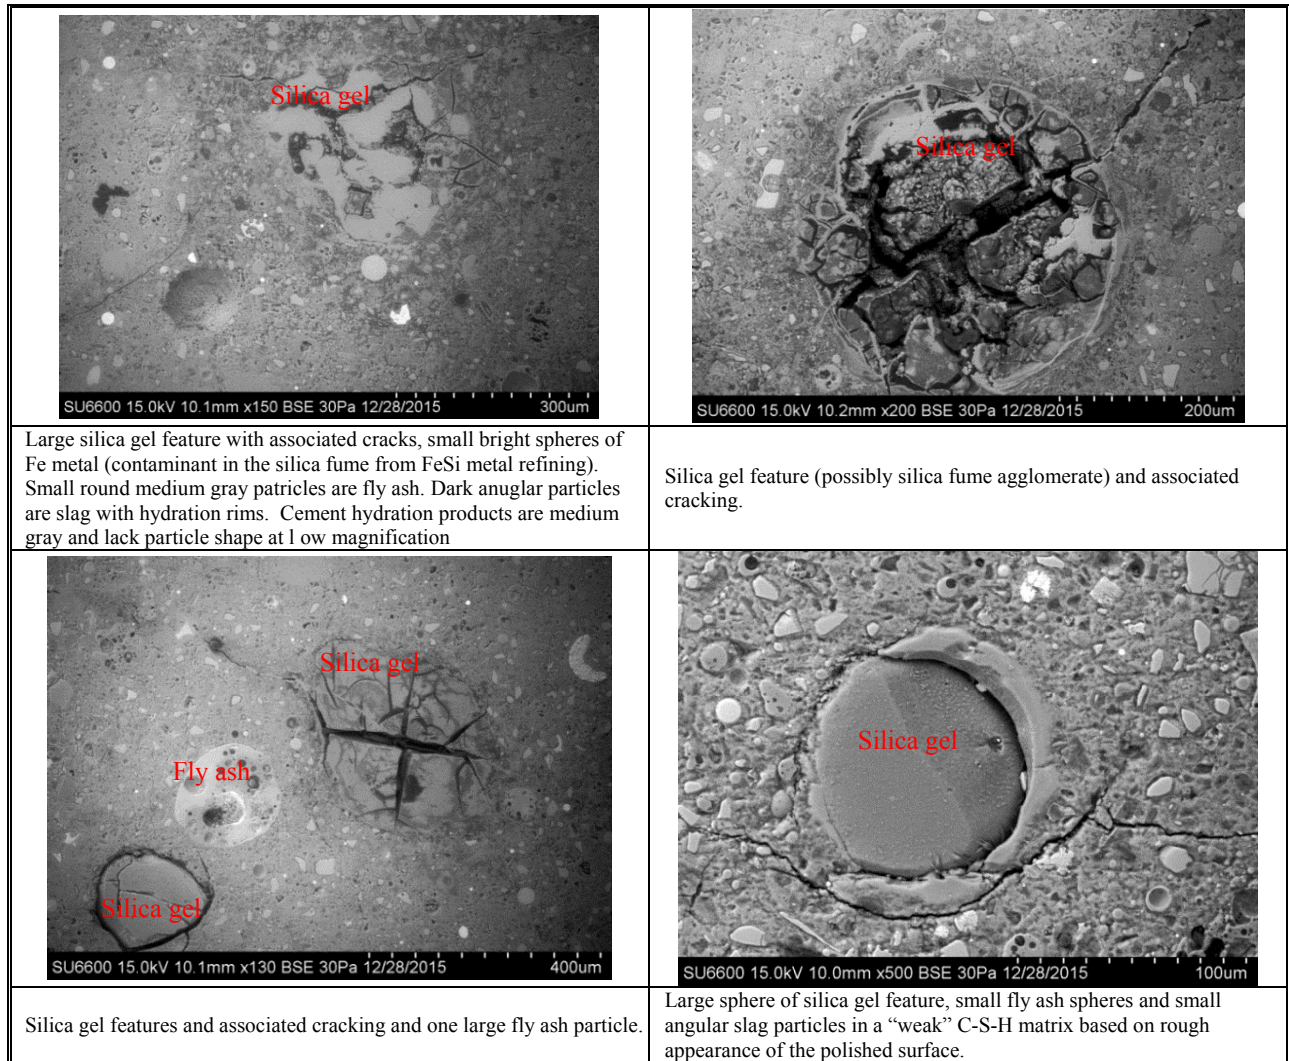 Silica gel
SU6600 15.0kV 10.1mm x150 BSE 30Pa 12/28/2015 300um
Silica gel
SU6600 15.0kV 10.2mm x200 BSE 30Pa 12/28/2015 200um
Large silica gel feature with associated cracks, small bright spheres of
Fe metal (contaminant in the silica fume from FeSi metal refining).
Small round medium gray patricles are fly ash. Dark anuglar particles
are slag with hydration rims. Cement hydration products are medium
gray and lack particle shape at l ow magnification
Silica gel feature (possibly silica fume agglomerate) and associated
cracking.
Silica gel
Fly ash
Silica gel
SU6600 15.0kV 10.1mm x130 BSE 30Pa 12/28/2015 400um
Silica gel
SU6600 15.0kV 10.0mm x500 BSE 30Pa 12/28/2015 100um
Silica gel features and associated cracking and one large fly ash particle.
Large sphere of silica gel feature, small fly ash spheres and small
angular slag particles in a “weak” C-S-H matrix based on rough
appearance of the polished surface.